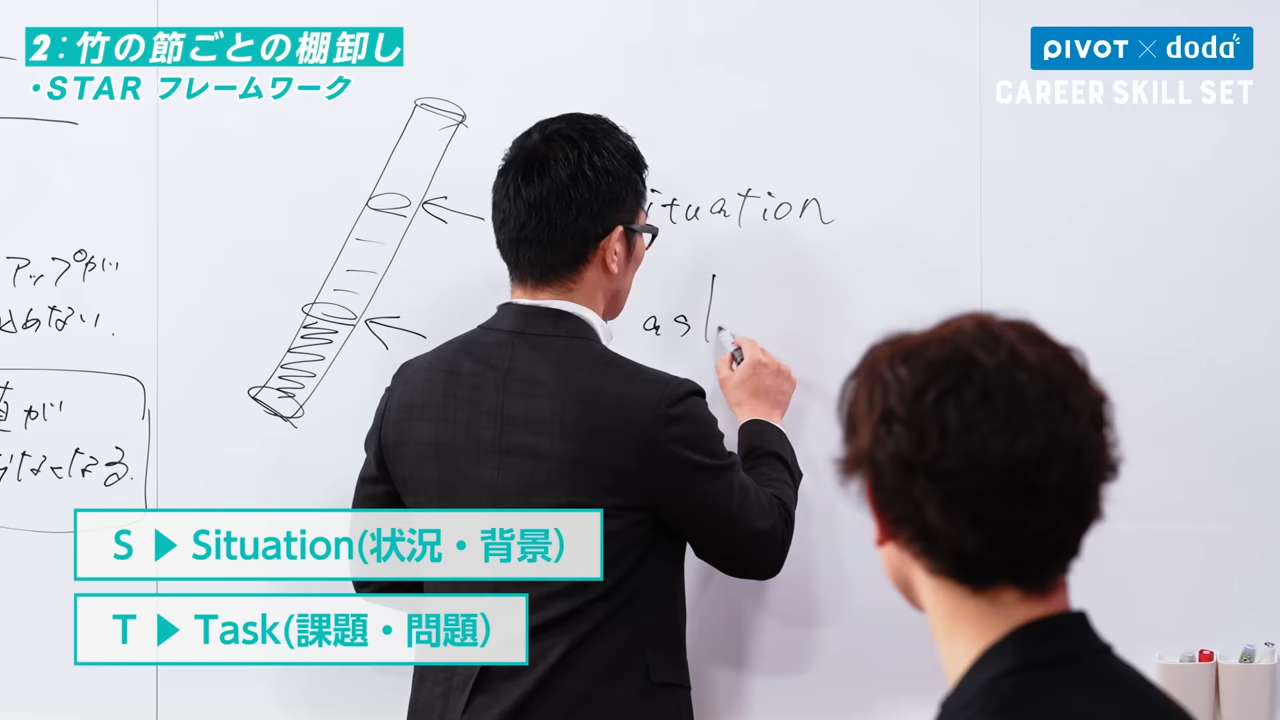 2:竹の節ごとの棚卸し
・STAR フレームワーク
PIVOT × doda
CAREER SKILL SET
ituation
as
アップが
めない.
が
なくなる.
S ▶ Situation(状況・背景)
T ▶ Task(課題・問題)